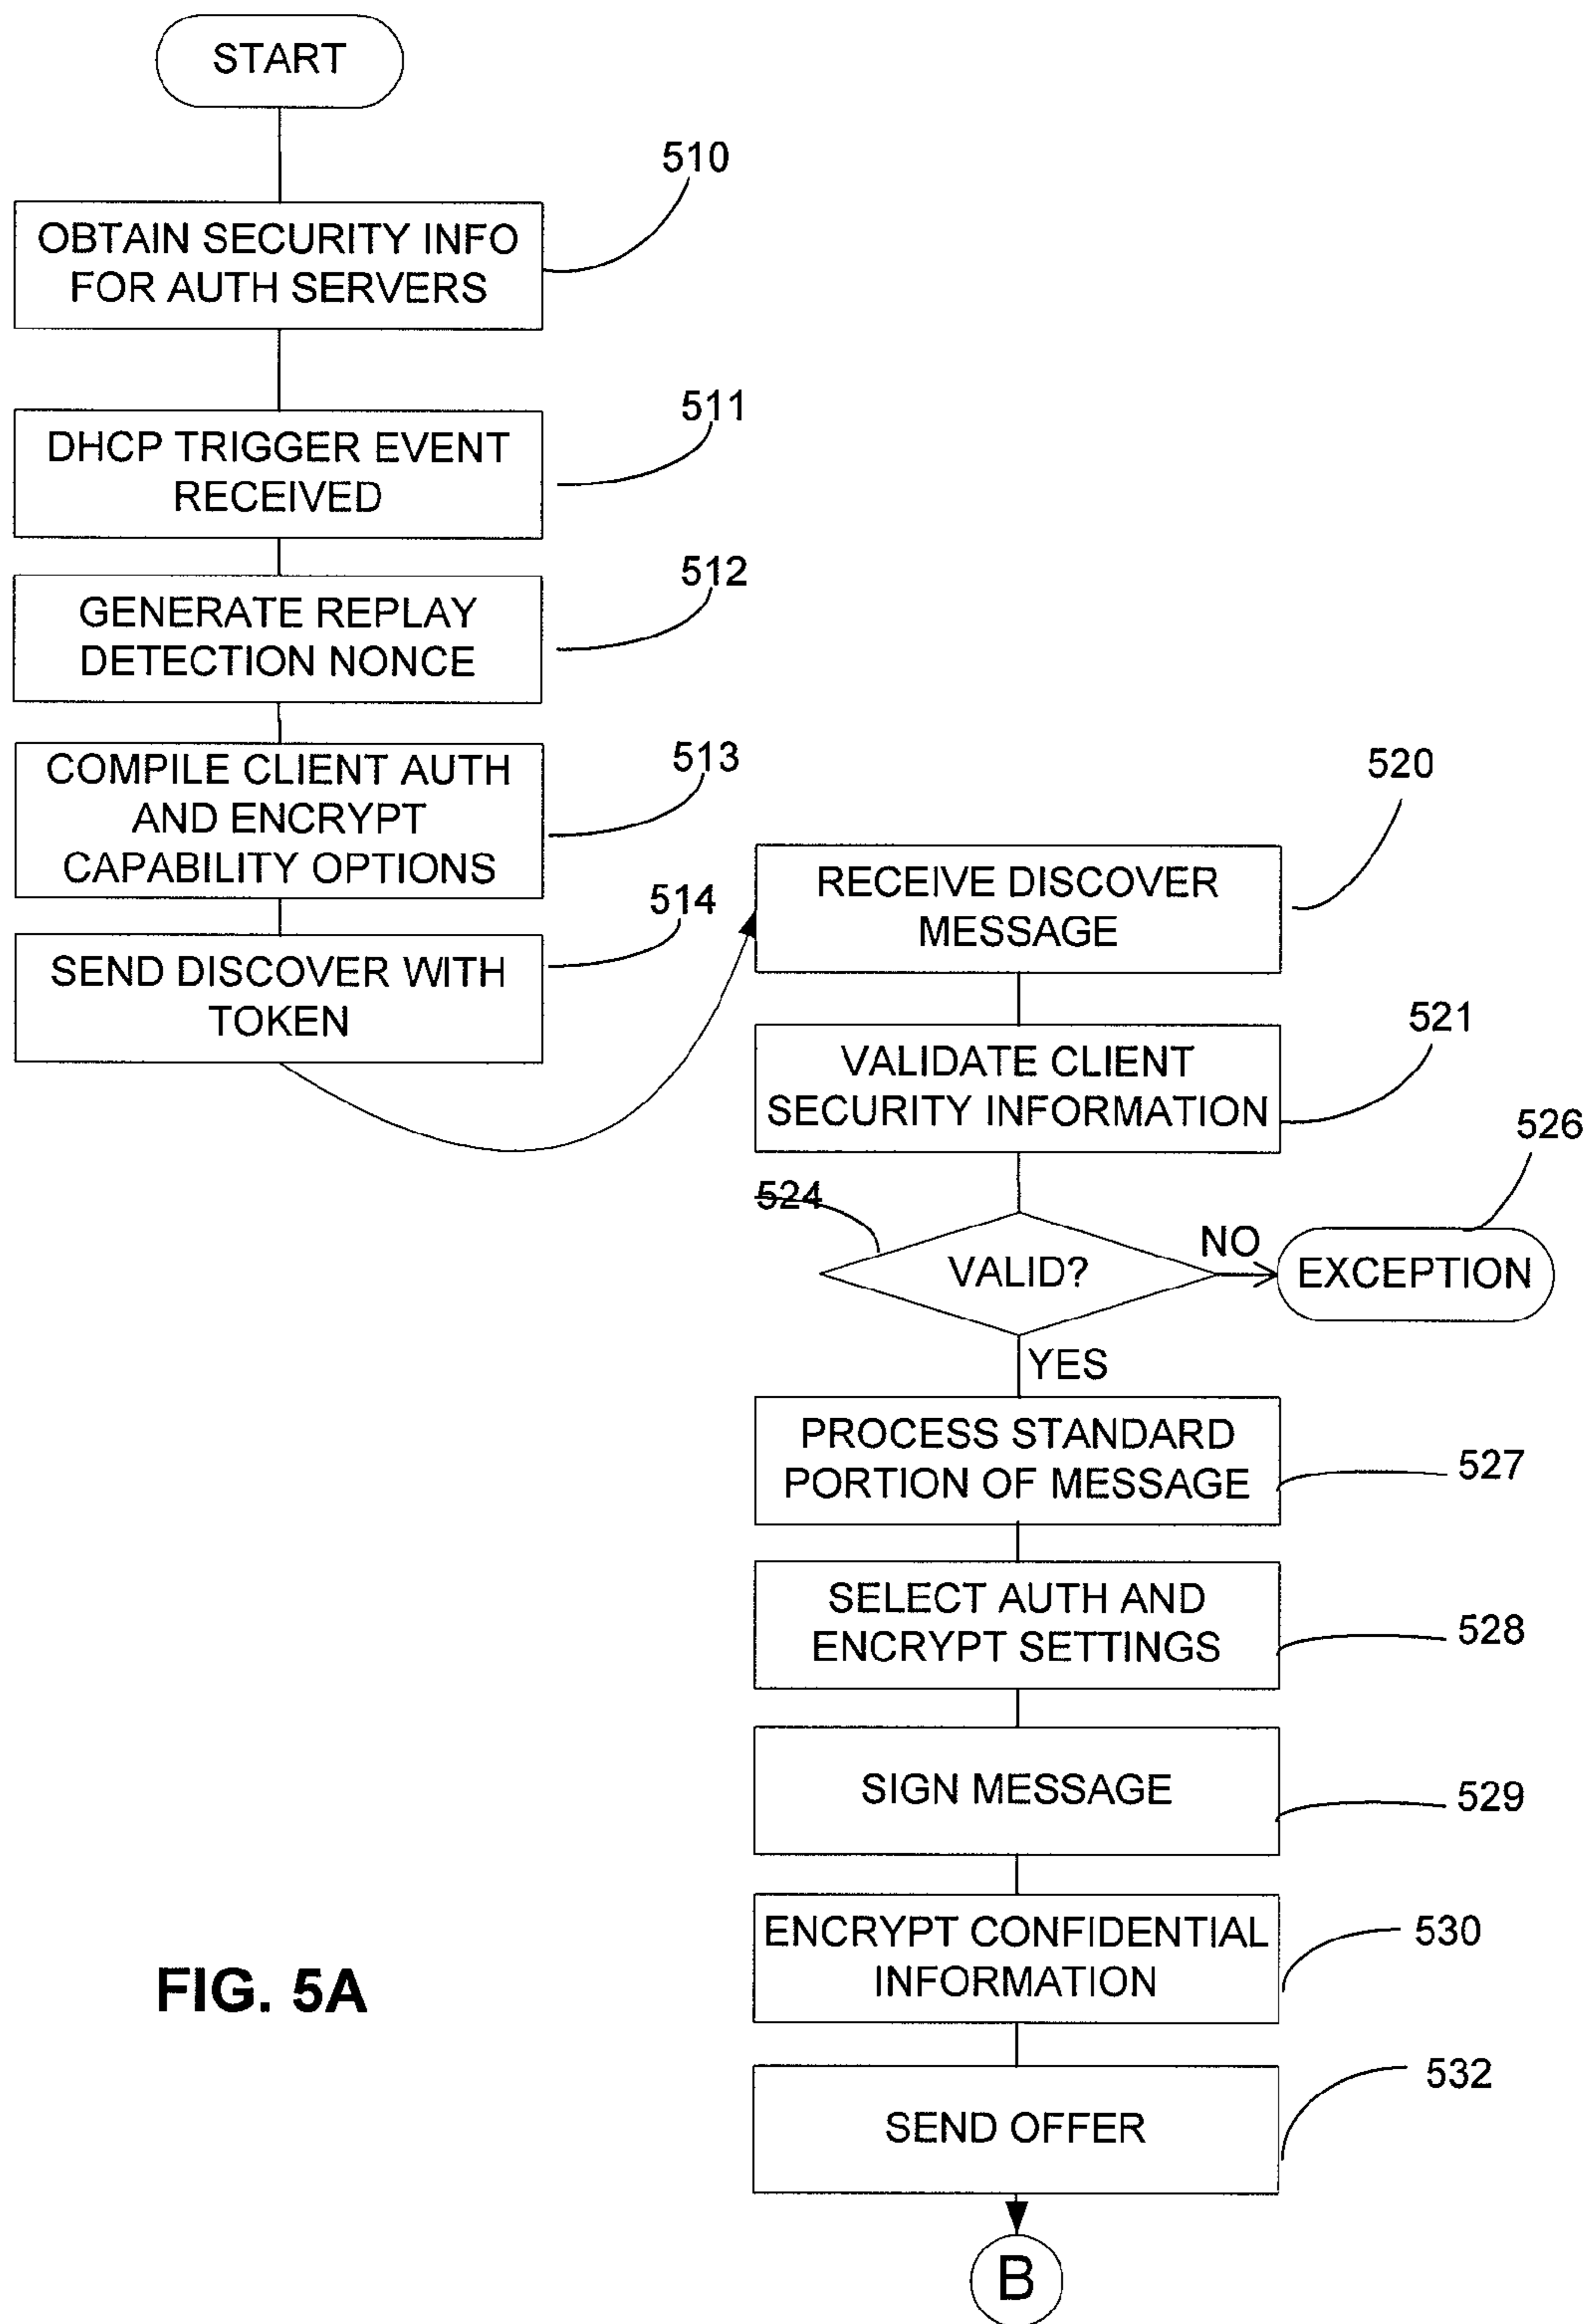 START
510
OBTAIN SECURITY INFO
FOR AUTH SERVERS
511
DHCP TRIGGER EVENT
RECEIVED
512
GENERATE REPLAY
DETECTION NONCE
513
COMPILE CLIENT AUTH
AND ENCRYPT
CAPABILITY OPTIONS
514
SEND DISCOVER WITH
TOKEN
520
RECEIVE DISCOVER
MESSAGE
521
VALIDATE CLIENT
SECURITY INFORMATION
524
VALID?
NO
526
EXCEPTION
YES
PROCESS STANDARD
PORTION OF MESSAGE
527
SELECT AUTH AND
ENCRYPT SETTINGS
528
SIGN MESSAGE
529
ENCRYPT CONFIDENTIAL
INFORMATION
530
SEND OFFER
532
B
FIG. 5A